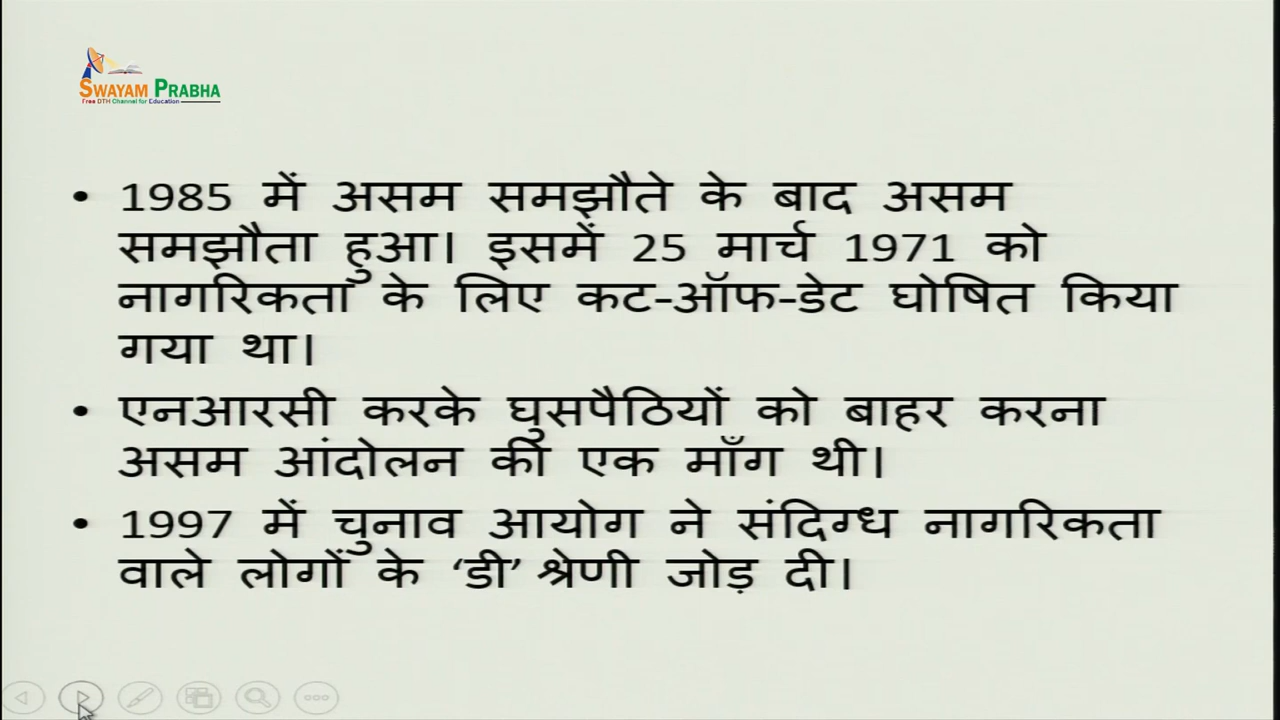 SWAYAM PRABHA
Free DTH Channel for Education
• 1985 में असम समझौते के बाद असम
समझौता हुआ। इसमें 25 मार्च 1971 को
नागरिकता के लिए कट-ऑफ-डेट घोषित किया
गया था।
• एनआरसी करके घुसपैठियों को बाहर करना
असम आंदोलन की एक माँग थी।
• 1997 में चुनाव आयोग ने संदिग्ध नागरिकता
वाले लोगों के ‘डी’ श्रेणी जोड़ दी।